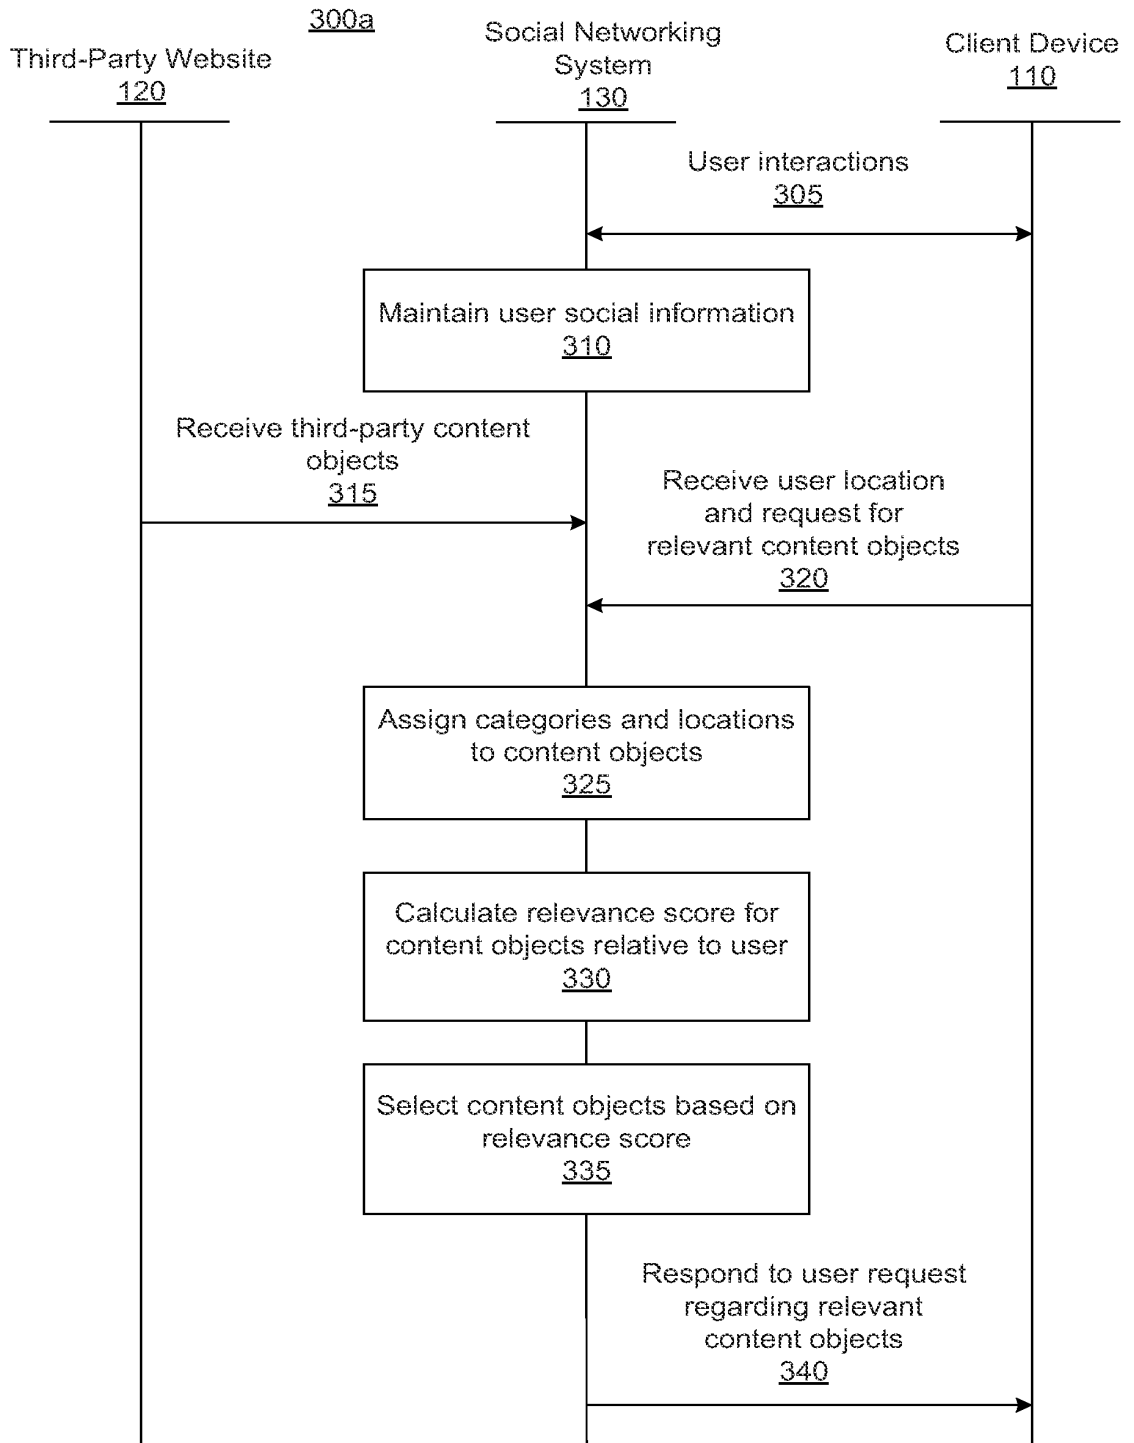 300a
Third-Party Website
120
Social Networking
System
130
Client Device
110
User interactions
305
Maintain user social information
310
Receive third-party content
objects
315
Receive user location
and request for
relevant content objects
320
Assign categories and locations
to content objects
325
Calculate relevance score for
content objects relative to user
330
Select content objects based on
relevance score
335
Respond to user request
regarding relevant
content objects
340